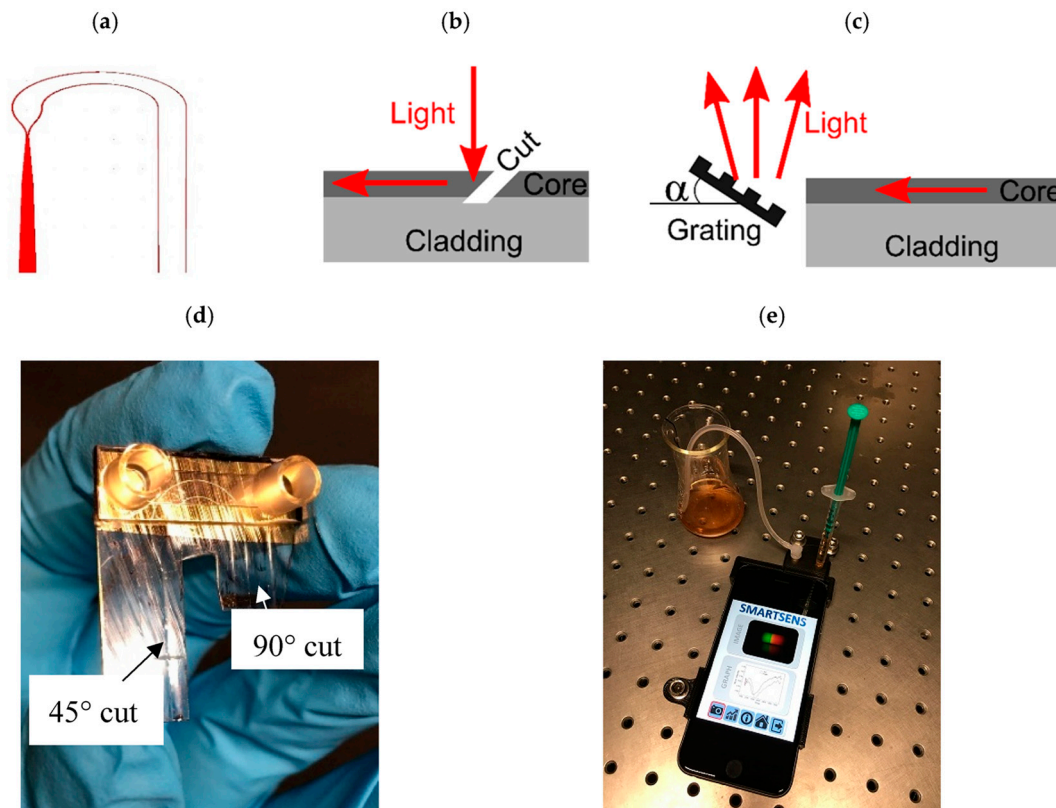 (a)
(b)
(c)
Light
Cut
Core
Cladding
Light
α
Grating
Core
Cladding
(d)
(e)
90° cut
45° cut
SMARTSENS
IMAGE
GRAPH